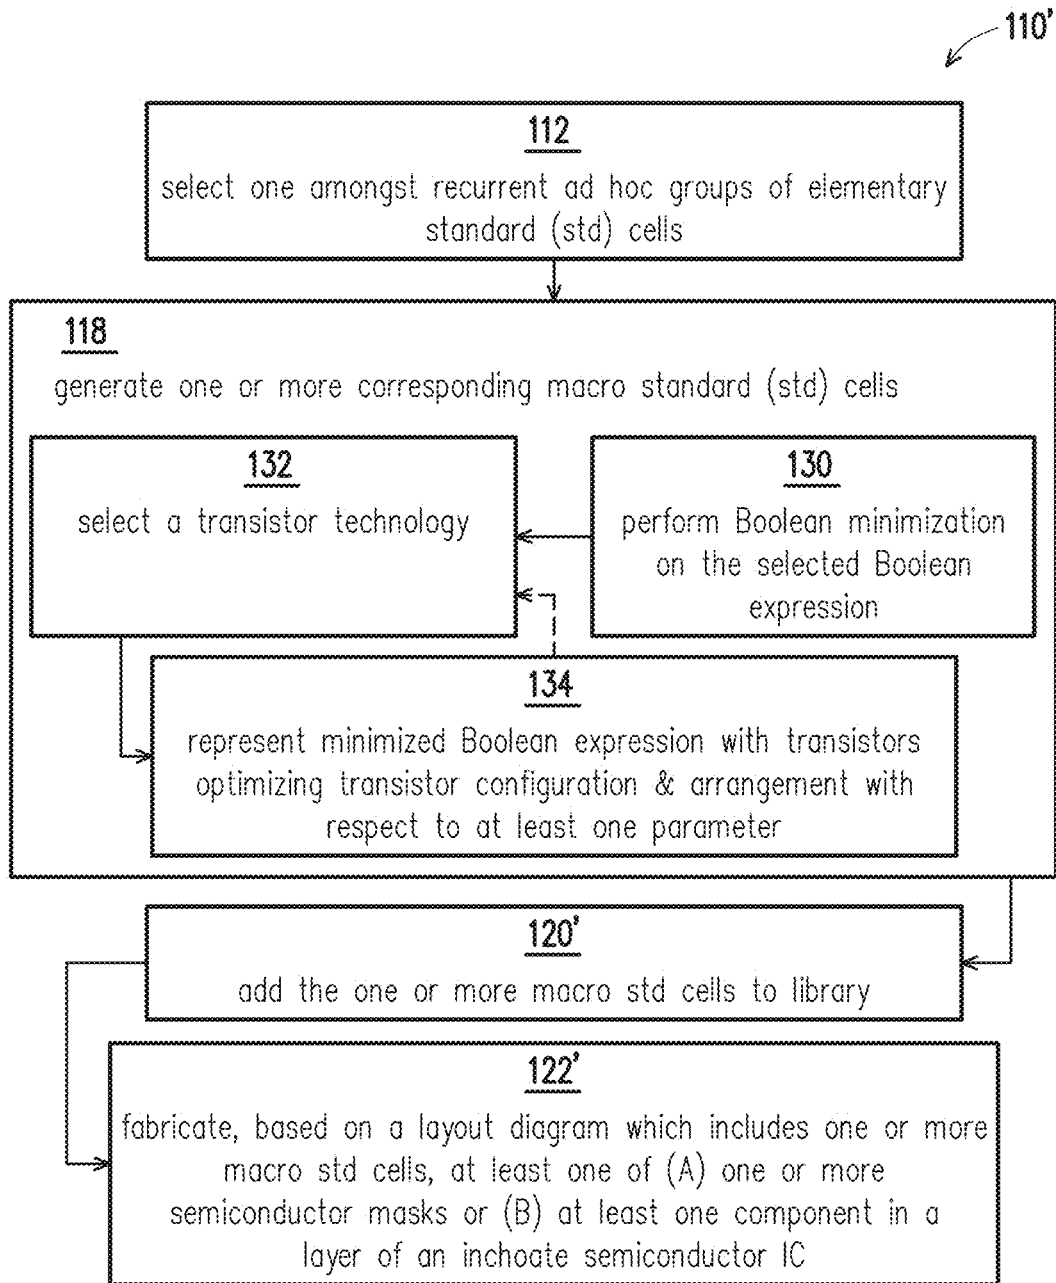 110'
112
select one amongst recurrent ad hoc groups of elementary
standard (std) cells
118
generate one or more corresponding macro standard (std) cells
132
select a transistor technology
130
perform Boolean minimization
on the selected Boolean
expression
134
represent minimized Boolean expression with transistors
optimizing transistor configuration & arrangement with
respect to at least one parameter
120'
add the one or more macro std cells to library
122'
fabricate, based on a layout diagram which includes one or more
macro std cells, at least one of (A) one or more
semiconductor masks or (B) at least one component in a
layer of an inchoate semiconductor IC